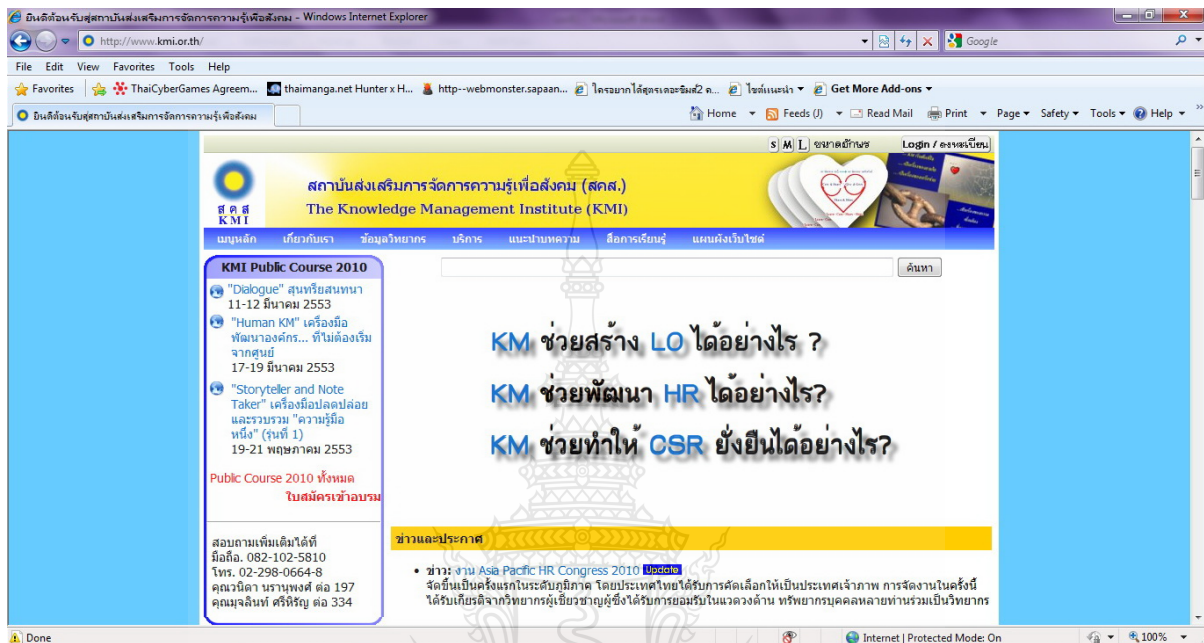 ยินดีต้อนรับสู่สถาบันส่งเสริมการจัดการความรู้เพื่อสังคม - Windows Internet Explorer
http://www.kmi.or.th/
Google
File Edit View Favorites Tools Help
Favorites ThaiCyberGames Agreem... thaimanga.net Hunter x H... http--webmonster.sapaan... ใครอยากได้สูตรเดอะซิมส์2 ค... ไซต์แนะนำ Get More Add-ons
ยินดีต้อนรับสู่สถาบันส่งเสริมการจัดการความรู้เพื่อสังคม Home Feeds (J) Read Mail Print Page Safety Tools Help
S M L ขนาดอักษร Login / ลงทะเบียน
สถาบันส่งเสริมการจัดการความรู้เพื่อสังคม (สคส.)
The Knowledge Management Institute (KMI)
ส ค ส
KMI
เมนูหลัก เกี่ยวกับเรา ข้อมูลวิทยากร บริการ แนะนำบทความ สื่อการเรียนรู้ แผนผังเว็บไซต์
KMI Public Course 2010
"Dialogue" สุนทรียสนทนา
11-12 มีนาคม 2553
"Human KM" เครื่องมือ
พัฒนาองค์กร... ที่ไม่ต้องเริ่ม
จากศูนย์
17-19 มีนาคม 2553
"Storyteller and Note
Taker" เครื่องมือปลดปล่อย
และรวบรวม "ความรู้มือ
หนึ่ง" (รุ่นที่ 1)
19-21 พฤษภาคม 2553
Public Course 2010 ทั้งหมด
ใบสมัครเข้าอบรม
สอบถามเพิ่มเติมได้ที่
มือถือ. 082-102-5810
โทร. 02-298-0664-8
คุณวนิดา นรานุพงศ์ ต่อ 197
คุณมุจลินท์ ศรีหิรัญ ต่อ 334
ค้นหา
KM ช่วยสร้าง LO ได้อย่างไร ?
KM ช่วยพัฒนา HR ได้อย่างไร?
KM ช่วยทำให้ CSR ยั่งยืนได้อย่างไร?
ข่าวและประกาศ
• ข่าว: งาน Asia Pacific HR Congress 2010 Update
จัดขึ้นเป็นครั้งแรกในระดับภูมิภาค โดยประเทศไทยได้รับการคัดเลือกให้เป็นประเทศเจ้าภาพ การจัดงานในครั้งนี้
ได้รับเกียรติจากวิทยากรผู้เชี่ยวชาญผู้ซึ่งได้รับการยอมรับในแวดวงด้าน ทรัพยากรบุคคลหลายท่านร่วมเป็นวิทยากร
Done Internet | Protected Mode: On 100%